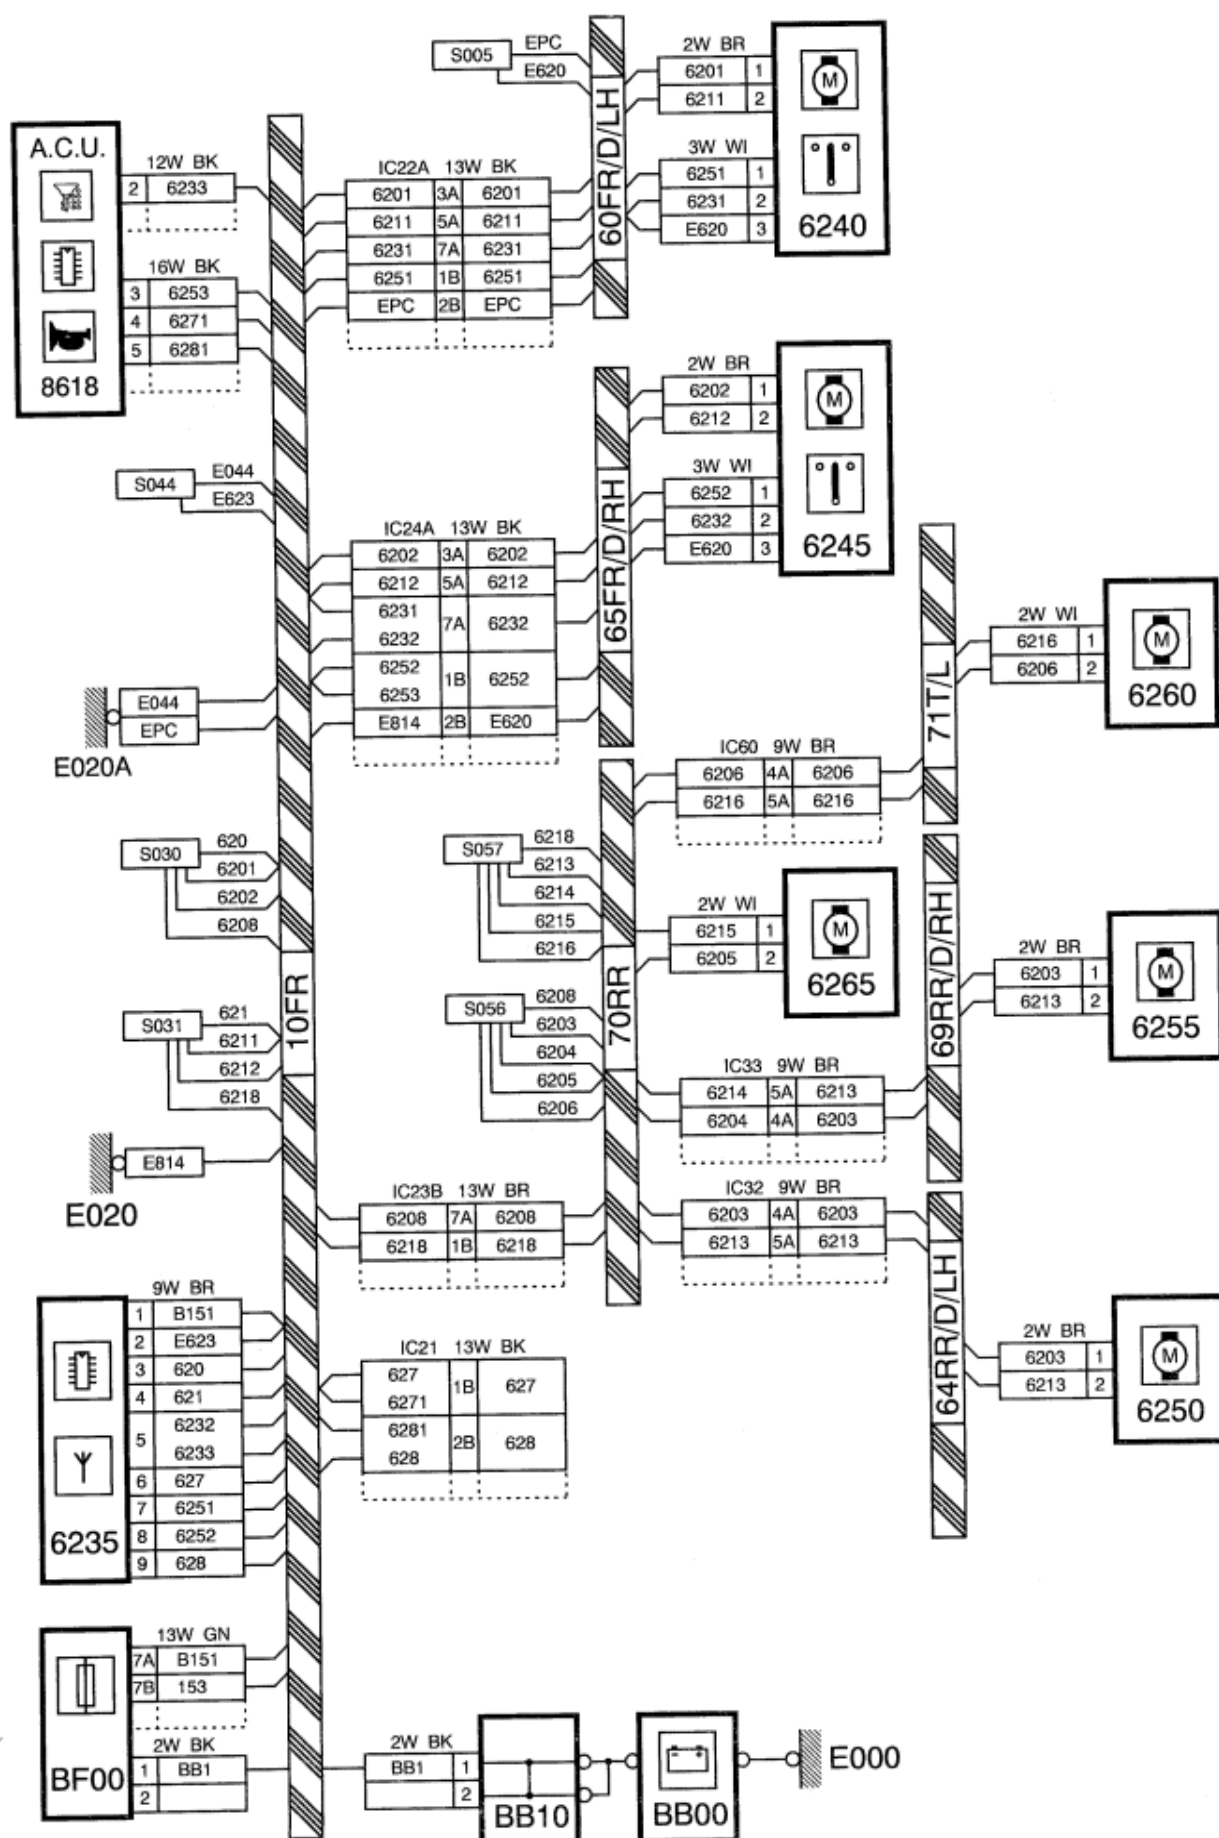 S005
EPC
E620
60FR/D/LH
2W BR
6201 1
6211 2
3W WI
6251 1
6231 2
E620 3
M
6240
A.C.U.
12W BK
2 6233
16W BK
3 6253
4 6271
5 6281
8618
IC22A 13W BK
6201 3A 6201
6211 5A 6211
6231 7A 6231
6251 1B 6251
EPC 2B EPC
65FR/D/RH
2W BR
6202 1
6212 2
3W WI
6252 1
6232 2
E620 3
M
6245
S044
E044
E623
IC24A 13W BK
6202 3A 6202
6212 5A 6212
6231
7A 6232
6232
6252
1B 6252
6253
E814 2B E620
E044
EPC
E020A
71T/L
2W WI
6216 1
6206 2
M
6260
IC60 9W BR
6206 4A 6206
6216 5A 6216
S030
620
6201
6202
6208
S057
6218
6213
6214
6215
6216
2W WI
6215 1
6205 2
M
6265
69RR/D/RH
2W BR
6203 1
6213 2
M
6255
10FR
70RR
S031
621
6211
6212
6218
S056
6208
6203
6204
6205
6206
IC33 9W BR
6214 5A 6213
6204 4A 6203
E814
E020
IC23B 13W BR
6208 7A 6208
6218 1B 6218
IC32 9W BR
6203 4A 6203
6213 5A 6213
64RR/D/LH
2W BR
6203 1
6213 2
M
6250
9W BR
1 B151
2 E623
3 620
4 621
6232
5
6233
6 627
7 6251
8 6252
9 628
6235
IC21 13W BK
627
1B 627
6271
6281
2B 628
628
13W GN
7A B151
7B 153
2W BK
1 BB1
2
BF00
2W BK
BB1 1
2
BB10
BB00
E000